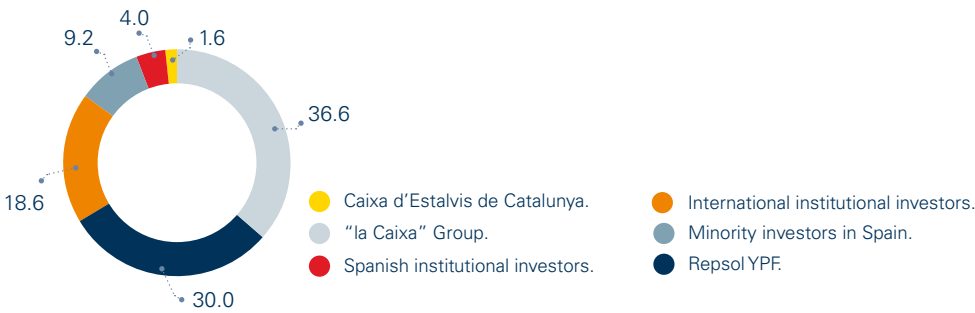 4.0
9.2
1.6
36.6
18.6
30.0
Caixa d’Estalvis de Catalunya.
“la Caixa” Group.
Spanish institutional investors.
International institutional investors.
Minority investors in Spain.
Repsol YPF.